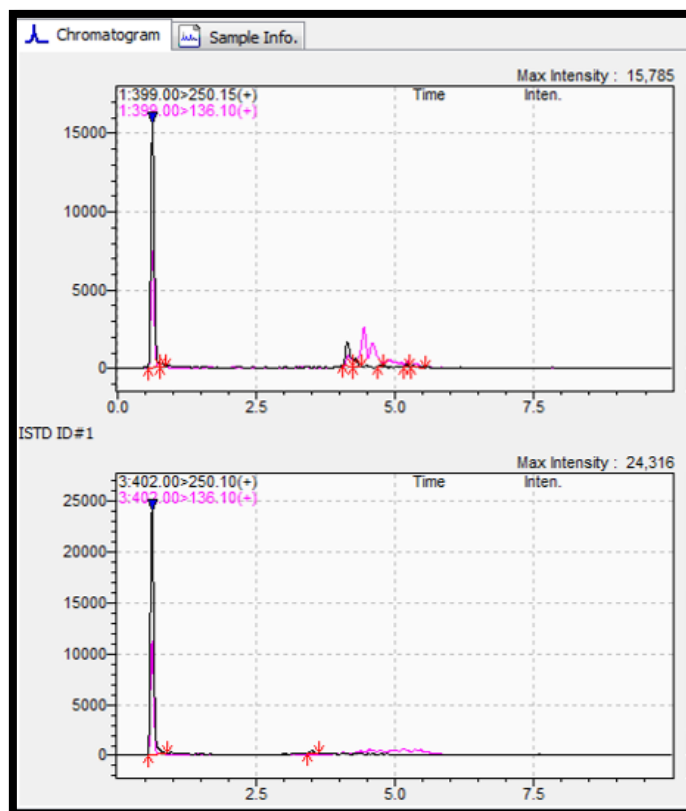 Chromatogram Sample Info.
Max Intensity : 15,785
1:399.00>250.15(+) Time Inten.
1:399.00>136.10(+)
15000
10000
5000
0
0.0 2.5 5.0 7.5
ISTD ID#1
Max Intensity : 24,316
3:402.00>250.10(+) Time Inten.
3:402.00>136.10(+)
25000
20000
15000
10000
5000
0
2.5 5.0 7.5